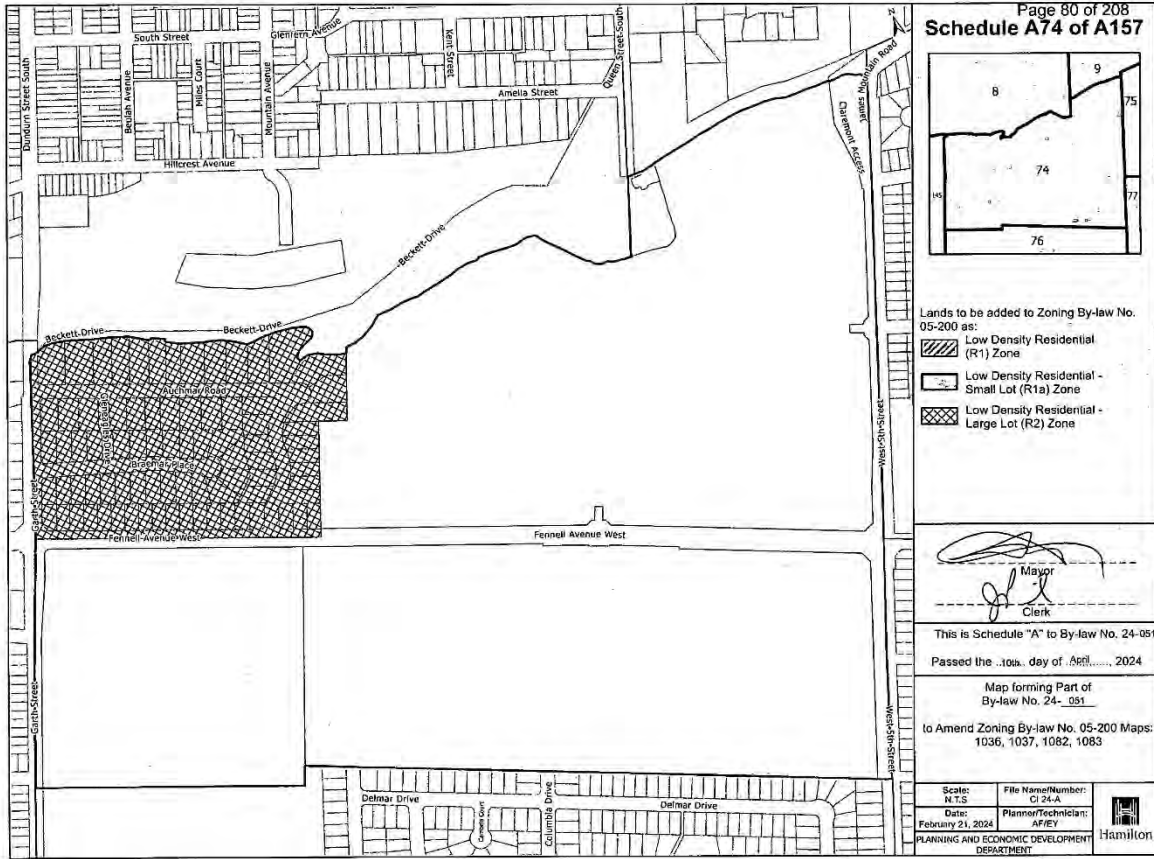 Page 80 of 208
Schedule A74 of A157
8
9
75
74
77
145
76
Lands to be added to Zoning By-law No.
05-200 as:
Low Density Residential
(R1) Zone
Low Density Residential -
Small Lot (R1a) Zone
Low Density Residential -
Large Lot (R2) Zone
Mayor
Clerk
This is Schedule "A" to By-law No. 24-051
Passed the ..10th.. day of .April......, 2024
Map forming Part of
By-law No. 24-_051_
to Amend Zoning By-law No. 05-200 Maps:
1036, 1037, 1082, 1083
Scale:
N.T.S
File Name/Number:
CI 24-A
Date:
February 21, 2024
Planner/Technician:
AF/EY
PLANNING AND ECONOMIC DEVELOPMENT
DEPARTMENT
Hamilton
N
South Street
Glenfern Avenue
Kent Street
Queen Street South
James Mountain Road
Dundurn Street South
Beulah Avenue
Miles Court
Mountain Avenue
Amelia Street
Claremont Access
Hillcrest Avenue
Beckett-Drive
Beckett-Drive
Beckett-Drive
Auchmar Road
Gleneagles Drive
Braemar Place
West-5th-Street
Garth-Street
Fennell-Avenue-West
Fennell Avenue West
Garth-Street
West-5th-Street
Delmar Drive
Carmela Court
Columbia Drive
Delmar Drive